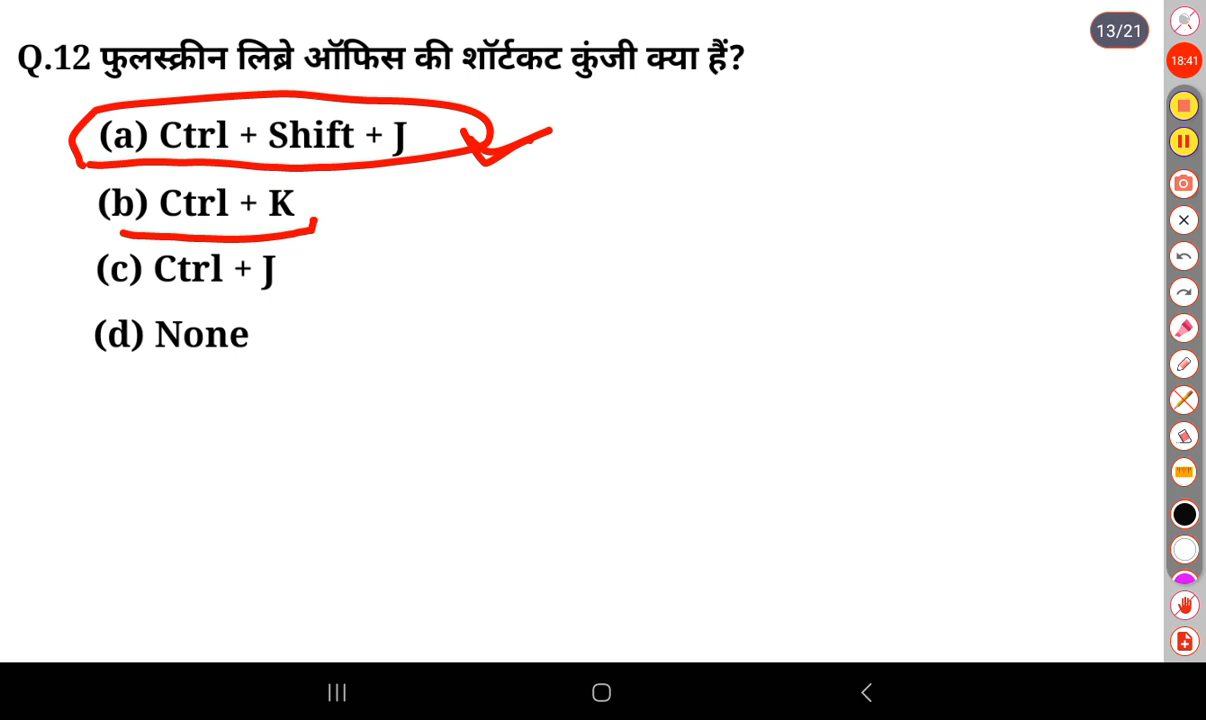 13/21
Q.12 फुलस्क्रीन लिब्रे ऑफिस की शॉर्टकट कुंजी क्या हैं?
18:41
(a) Ctrl + Shift + J
(b) Ctrl + K
(c) Ctrl + J
(d) None